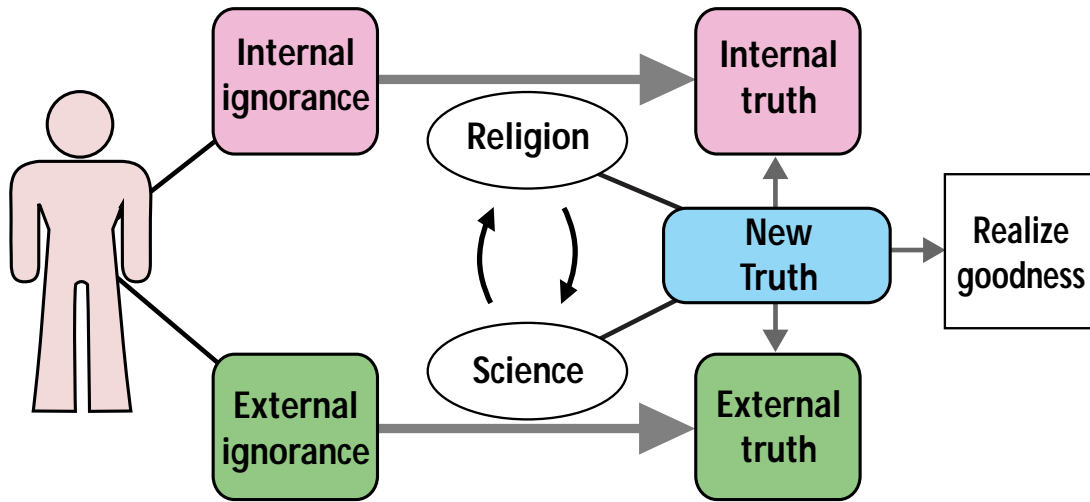 Internal
ignorance
Internal
truth
Religion
New
Truth
Realize
goodness
Science
External
ignorance
External
truth